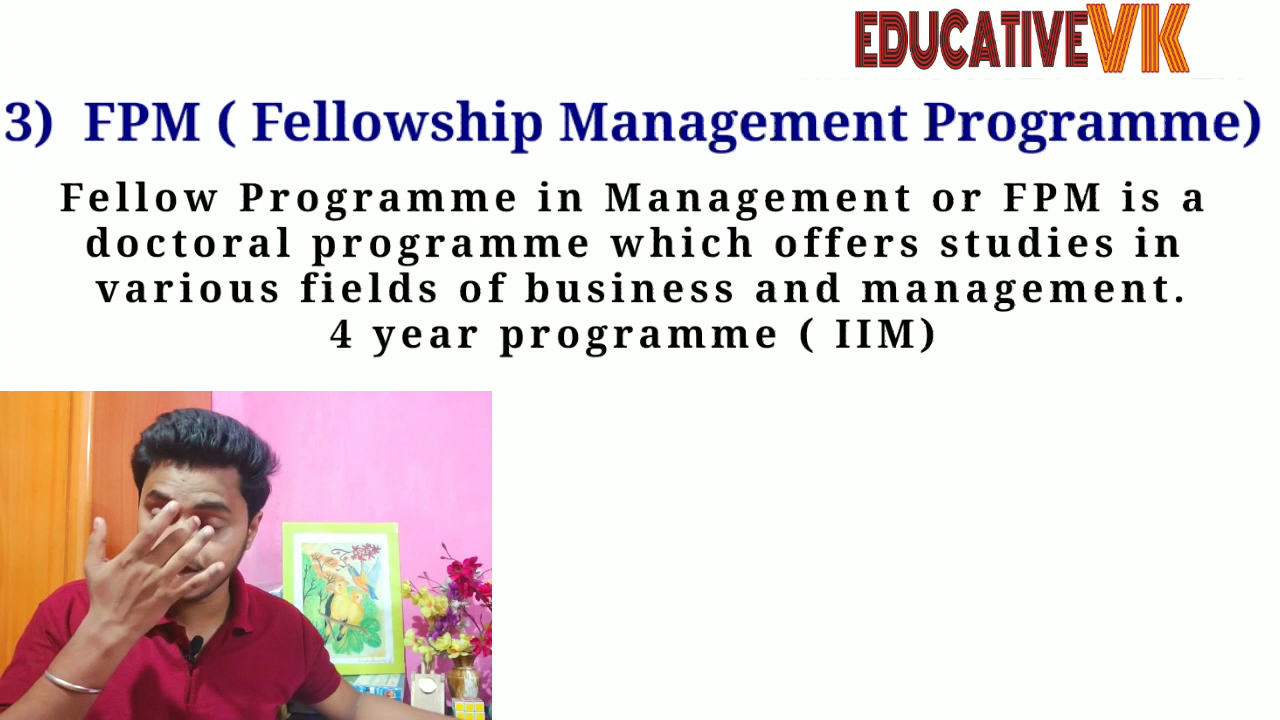 EDUCATIVEVK
3) FPM ( Fellowship Management Programme)
Fellow Programme in Management or FPM is a
doctoral programme which offers studies in
various fields of business and management.
4 year programme ( IIM)